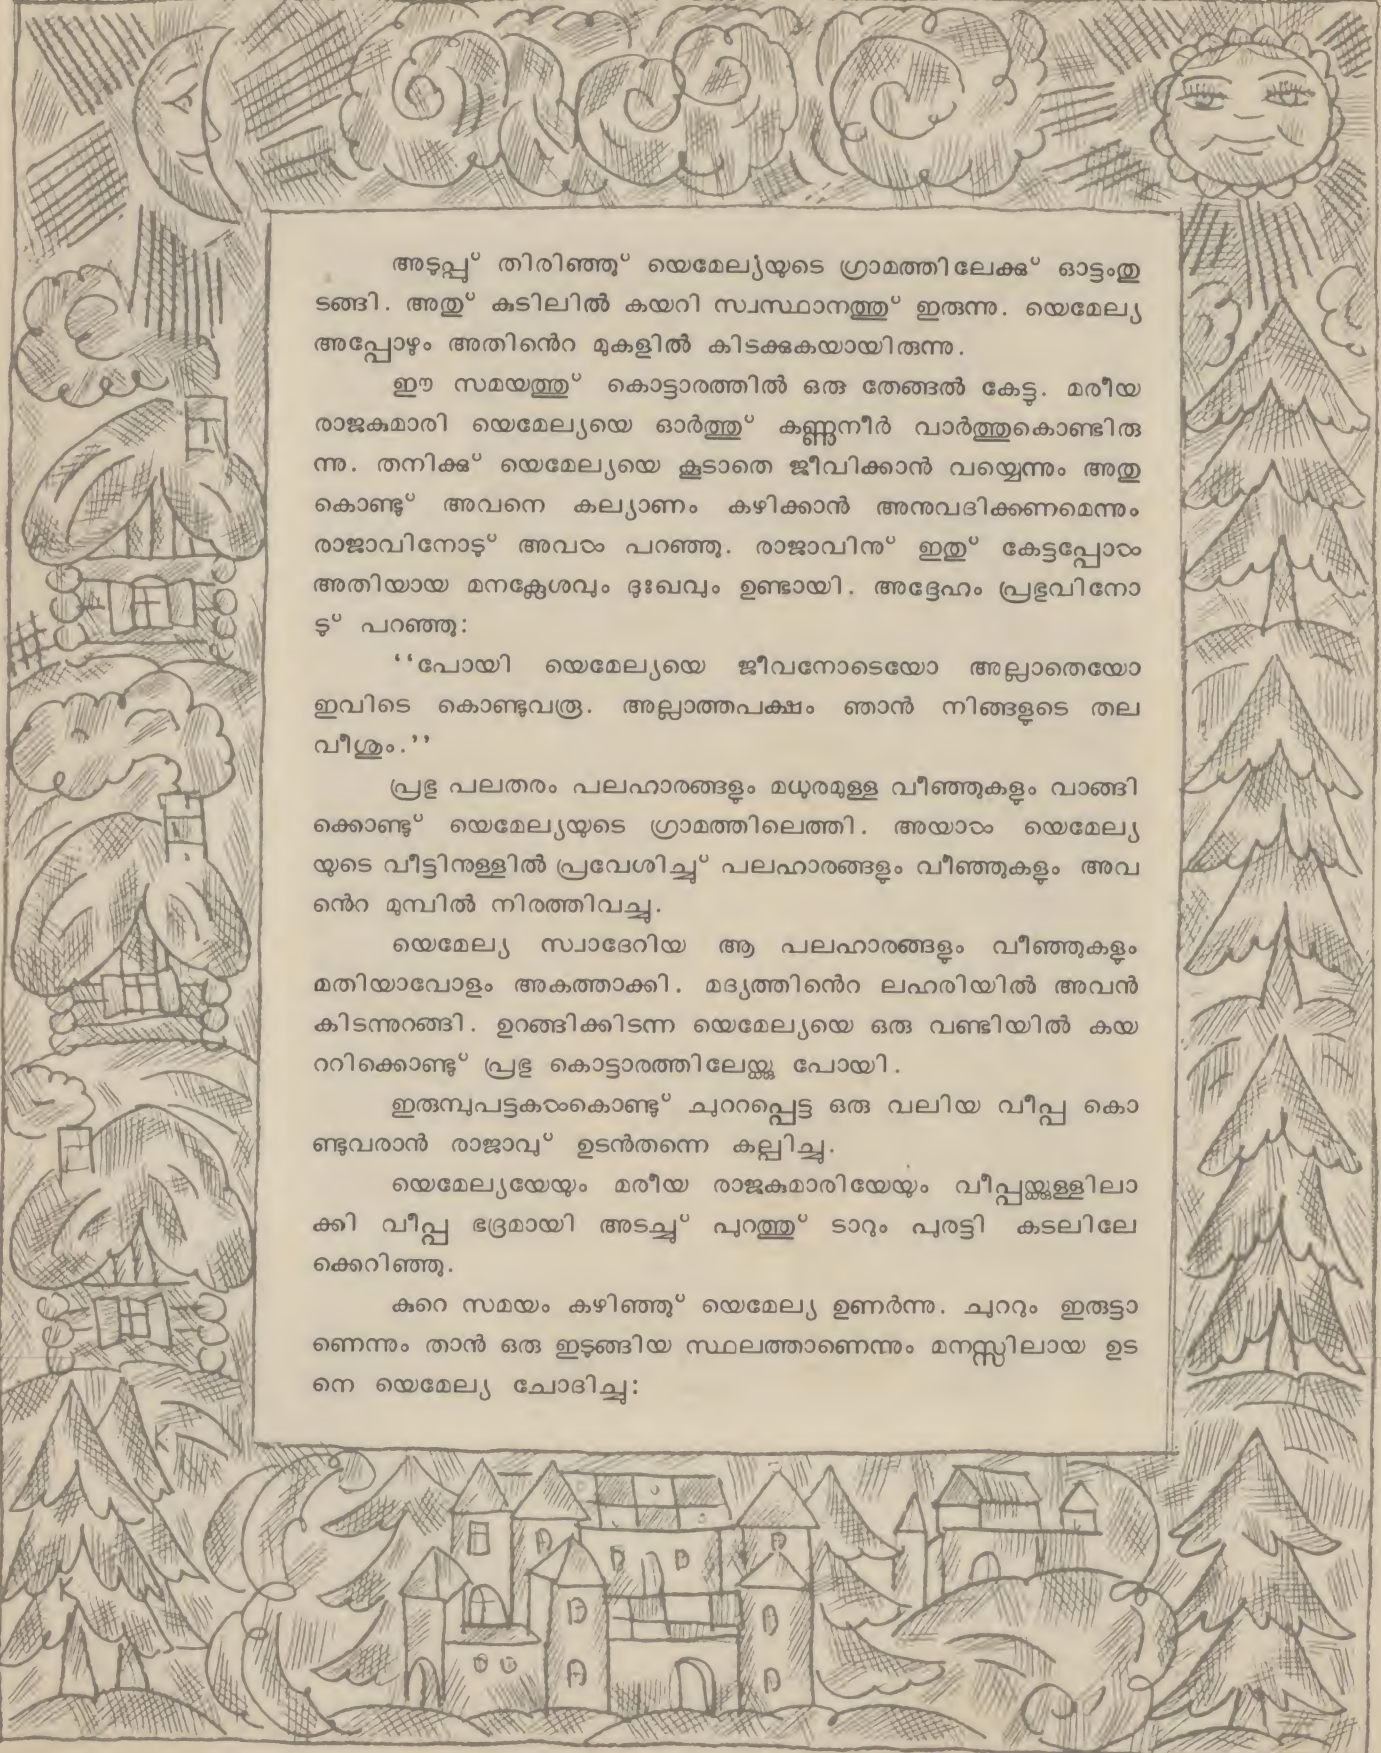 അടുപ്പ് തിരിഞ്ഞു് യെമേല്യയുടെ ഗ്രാമത്തിലേക്കു് ഓട്ടംതു
ടങ്ങി. അതു് കുടിലിൽ കയറി സ്വസ്ഥാനത്തു് ഇരുന്നു. യെമേല്യ
അപ്പോഴും അതിൻെറ മുകളിൽ കിടക്കുകയായിരുന്നു.
ഈ സമയത്തു് കൊട്ടാരത്തിൽ ഒരു തേങ്ങൽ കേട്ടു. മരീയ
രാജകുമാരി യെമേല്യയെ ഓർത്തു് കണ്ണുനീർ വാർത്തുകൊണ്ടിരു
ന്നു. തനിക്കു് യെമേല്യയെ കൂടാതെ ജീവിക്കാൻ വയ്യെന്നും അതു
കൊണ്ടു് അവനെ കല്യാണം കഴിക്കാൻ അനുവദിക്കണമെന്നും
രാജാവിനോടു് അവൾ പറഞ്ഞു. രാജാവിനു് ഇതു് കേട്ടപ്പോൾ
അതിയായ മനക്ലേശവും ദുഃഖവും ഉണ്ടായി. അദ്ദേഹം പ്രഭുവിനോ
ടു് പറഞ്ഞു:
‘‘പോയി യെമേല്യയെ ജീവനോടെയോ അല്ലാതെയോ
ഇവിടെ കൊണ്ടുവരൂ. അല്ലാത്തപക്ഷം ഞാൻ നിങ്ങളുടെ തല
വീശും.’’
പ്രഭു പലതരം പലഹാരങ്ങളും മധുരമുള്ള വീഞ്ഞുകളും വാങ്ങി
ക്കൊണ്ടു് യെമേല്യയുടെ ഗ്രാമത്തിലെത്തി. അയാൾ യെമേല്യ
യുടെ വീട്ടിനുള്ളിൽ പ്രവേശിച്ചു് പലഹാരങ്ങളും വീഞ്ഞുകളും അവ
ൻെറ മുമ്പിൽ നിരത്തിവച്ചു.
യെമേല്യ സ്വാദേറിയ ആ പലഹാരങ്ങളും വീഞ്ഞുകളും
മതിയാവോളം അകത്താക്കി. മദ്യത്തിൻെറ ലഹരിയിൽ അവൻ
കിടന്നുറങ്ങി. ഉറങ്ങിക്കിടന്ന യെമേല്യയെ ഒരു വണ്ടിയിൽ കയ
ററിക്കൊണ്ടു് പ്രഭു കൊട്ടാരത്തിലേയ്ക്കു പോയി.
ഇരുമ്പുപട്ടകൾകൊണ്ടു് ചുററപ്പെട്ട ഒരു വലിയ വീപ്പ കൊ
ണ്ടുവരാൻ രാജാവു് ഉടൻതന്നെ കല്പിച്ചു.
യെമേല്യയേയും മരീയ രാജകുമാരിയേയും വീപ്പയ്ക്കുള്ളിലാ
ക്കി വീപ്പ ഭദ്രമായി അടച്ചു് പുറത്തു് ടാറും പുരട്ടി കടലിലേ
ക്കെറിഞ്ഞു.
കുറെ സമയം കഴിഞ്ഞു് യെമേല്യ ഉണർന്നു. ചുററും ഇരുട്ടാ
ണെന്നും താൻ ഒരു ഇടുങ്ങിയ സ്ഥലത്താണെന്നും മനസ്സിലായ ഉട
നെ യെമേല്യ ചോദിച്ചു: